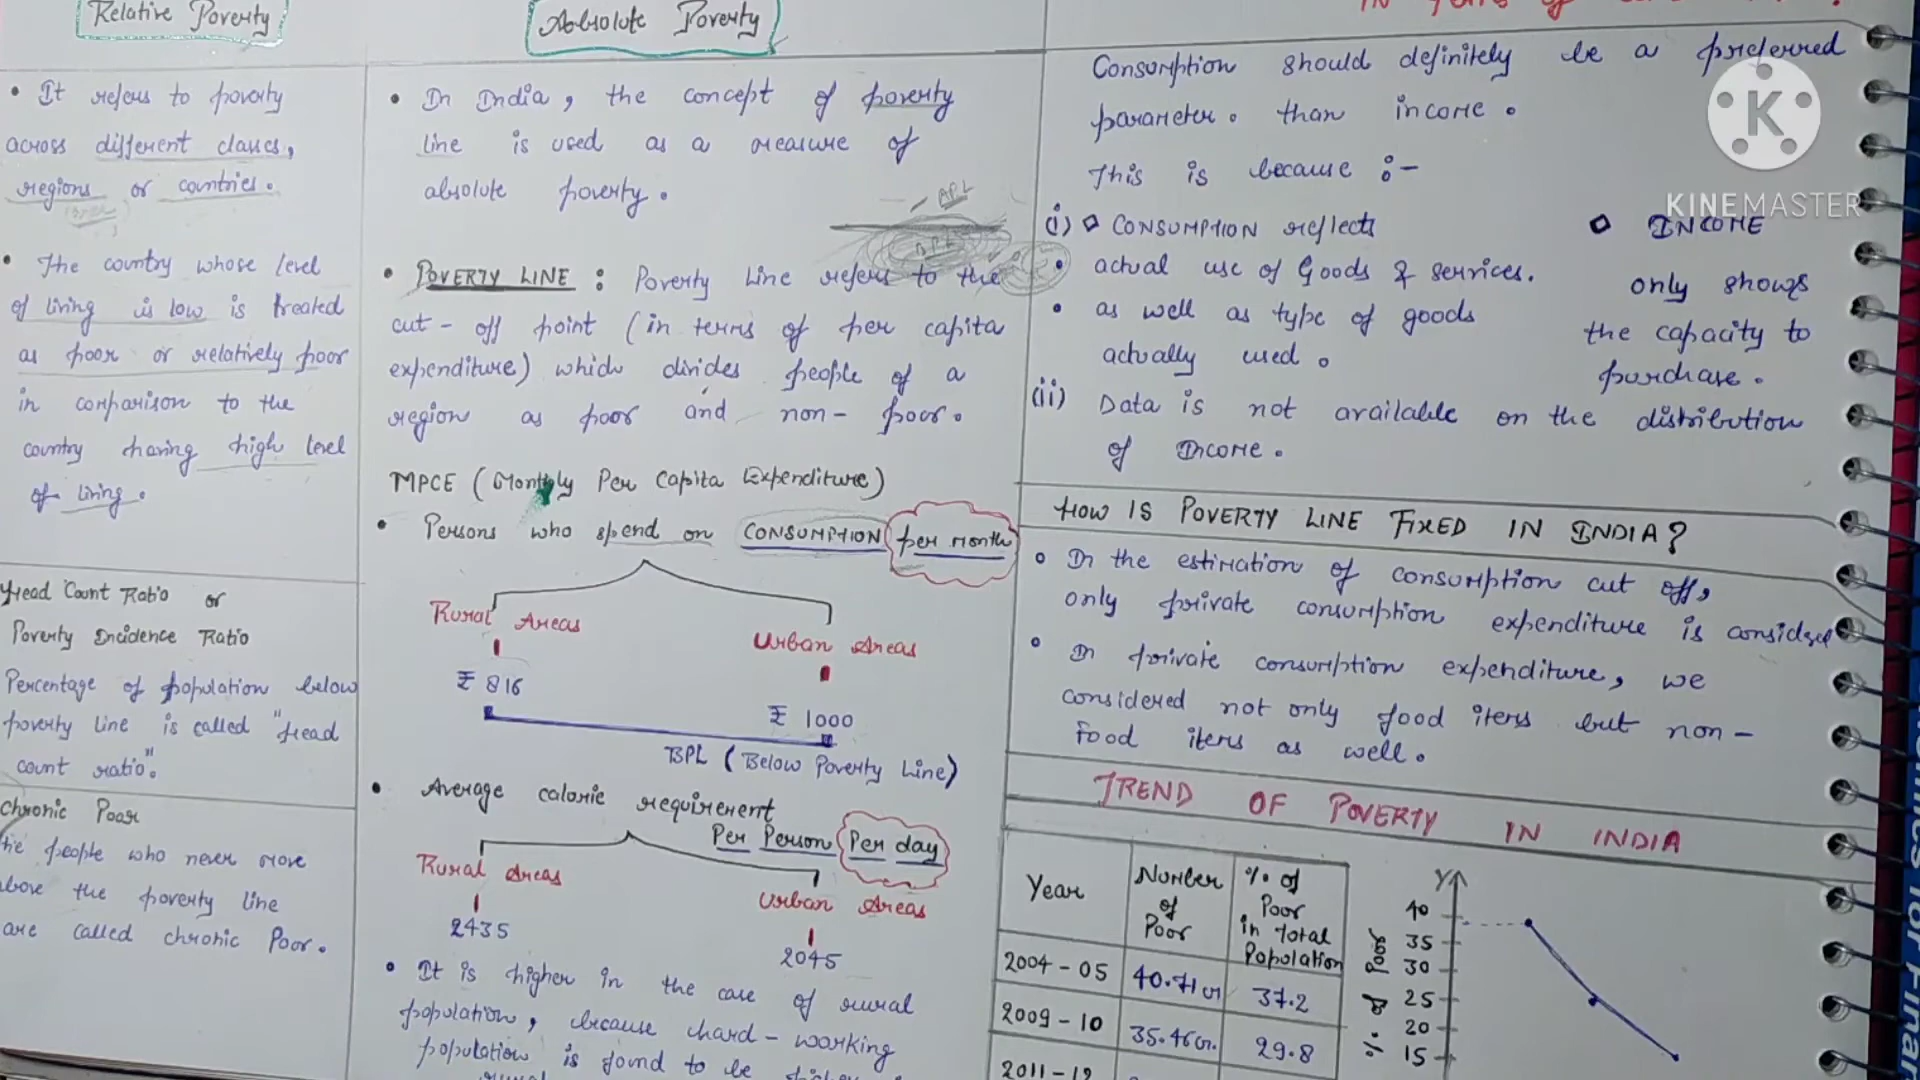 Relative Poverty
• It refers to poverty
across different classes,
regions or countries.
• The country whose level
of living is low is treated
as poor or relatively poor
in comparison to the
country having high level
of living.
Head Count Ratio or
Poverty Incidence Ratio
Percentage of population below
poverty line is called "Head
count ratio".
Chronic Poor
The people who never move
above the poverty line
are called chronic Poor.
Absolute Poverty
• In India, the concept of poverty
line is used as a measure of
absolute poverty.
APL
BPL
• POVERTY LINE : Poverty Line refers to the
cut-off point (in terms of per capita
expenditure) which divides people of a
region as poor and non-poor.
MPCE (Monthly Per Capita Expenditure)
• Persons who spend on CONSUMPTION per month
Rural Areas
Urban Areas
₹ 816
₹ 1000
BPL (Below Poverty Line)
• Average calorie requirement
Per Person Per day
Rural Areas
Urban Areas
2435
2045
• It is higher in the case of rural
population, because hard-working
population is found to be
Consumption should definitely be a preferred
parameter. than income.
This is because :-
(i) CONSUMPTION reflects
• actual use of Goods & services.
• as well as type of goods
actually used.
INCOME
only shows
the capacity to
purchase.
(ii) Data is not available on the distribution
of Income.
HOW IS POVERTY LINE FIXED IN INDIA?
• In the estimation of consumption cut off,
only private consumption expenditure is considered
• In private consumption expenditure, we
considered not only food items but non-
food items as well.
TREND OF POVERTY IN INDIA
Year Number of Poor % of Poor in total Population
2004-05 40.71 cr 37.2
2009-10 35.46 cr. 29.8
2011-12
Y
40
35
30
25
20
15
% of Poor
K
KINEMASTER